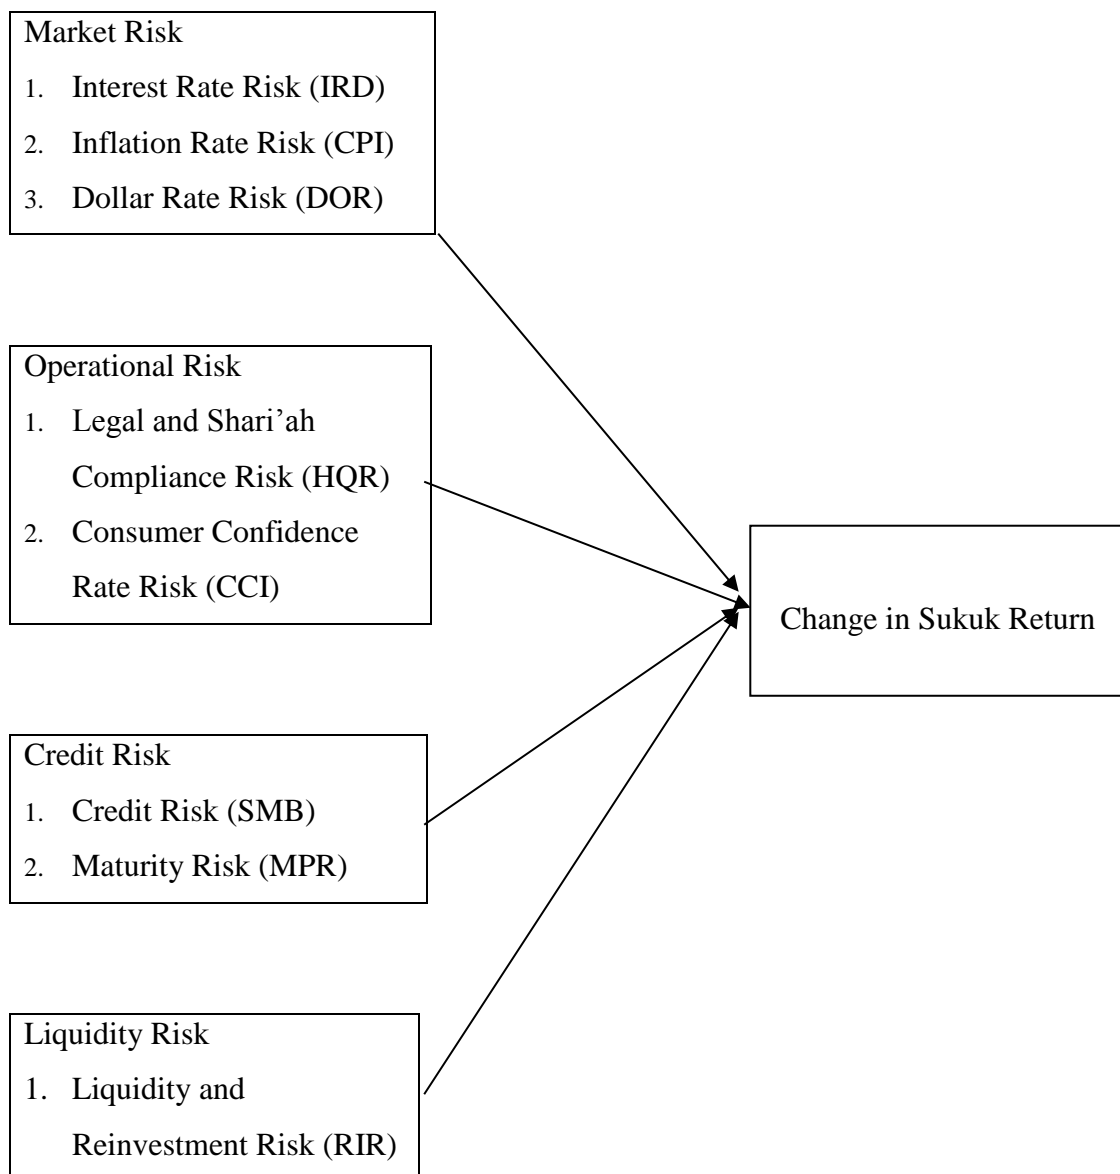 Market Risk
1. Interest Rate Risk (IRD)
2. Inflation Rate Risk (CPI)
3. Dollar Rate Risk (DOR)
Operational Risk
1. Legal and Shari’ah
Compliance Risk (HQR)
2. Consumer Confidence
Rate Risk (CCI)
Change in Sukuk Return
Credit Risk
1. Credit Risk (SMB)
2. Maturity Risk (MPR)
Liquidity Risk
1. Liquidity and
Reinvestment Risk (RIR)